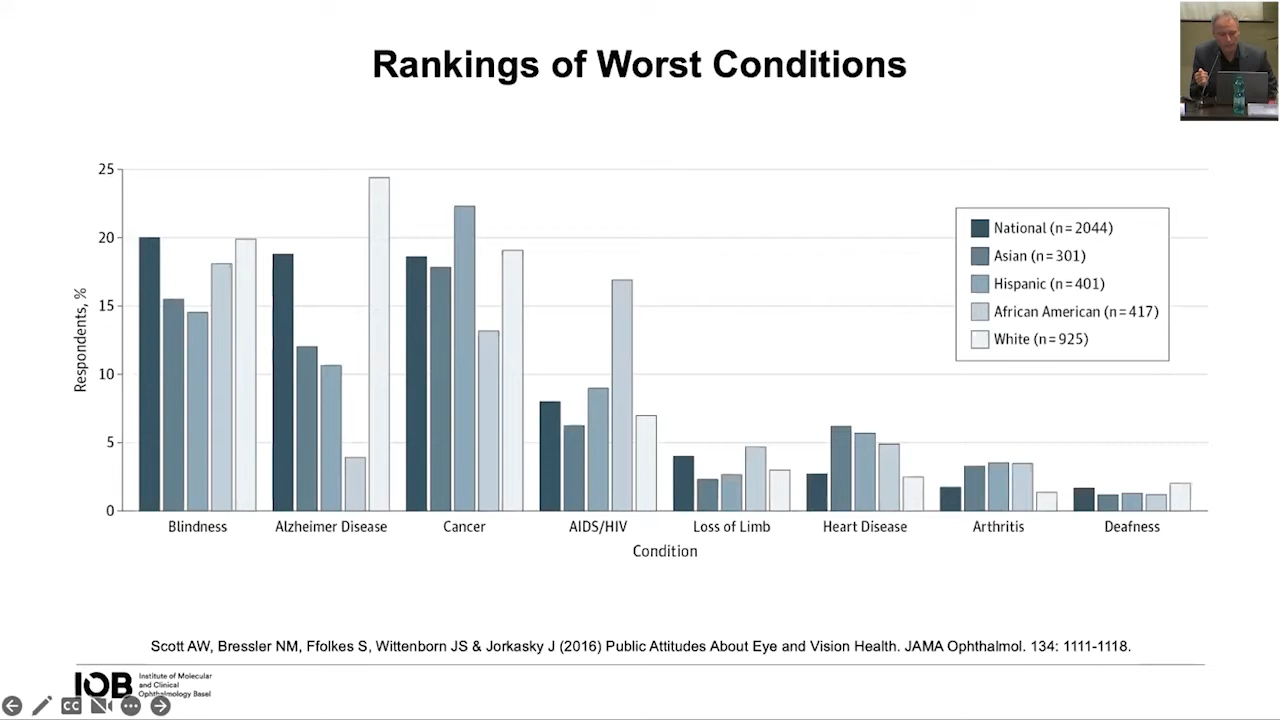 Rankings of Worst Conditions
25
20
15
10
5
0
Respondents, %
National (n=2044)
Asian (n=301)
Hispanic (n=401)
African American (n=417)
White (n=925)
Blindness
Alzheimer Disease
Cancer
AIDS/HIV
Loss of Limb
Heart Disease
Arthritis
Deafness
Condition
Scott AW, Bressler NM, Ffolkes S, Wittenborn JS & Jorkasky J (2016) Public Attitudes About Eye and Vision Health. JAMA Ophthalmol. 134: 1111-1118.
IOB
Institute of Molecular
and Clinical
Ophthalmology Basel
CC